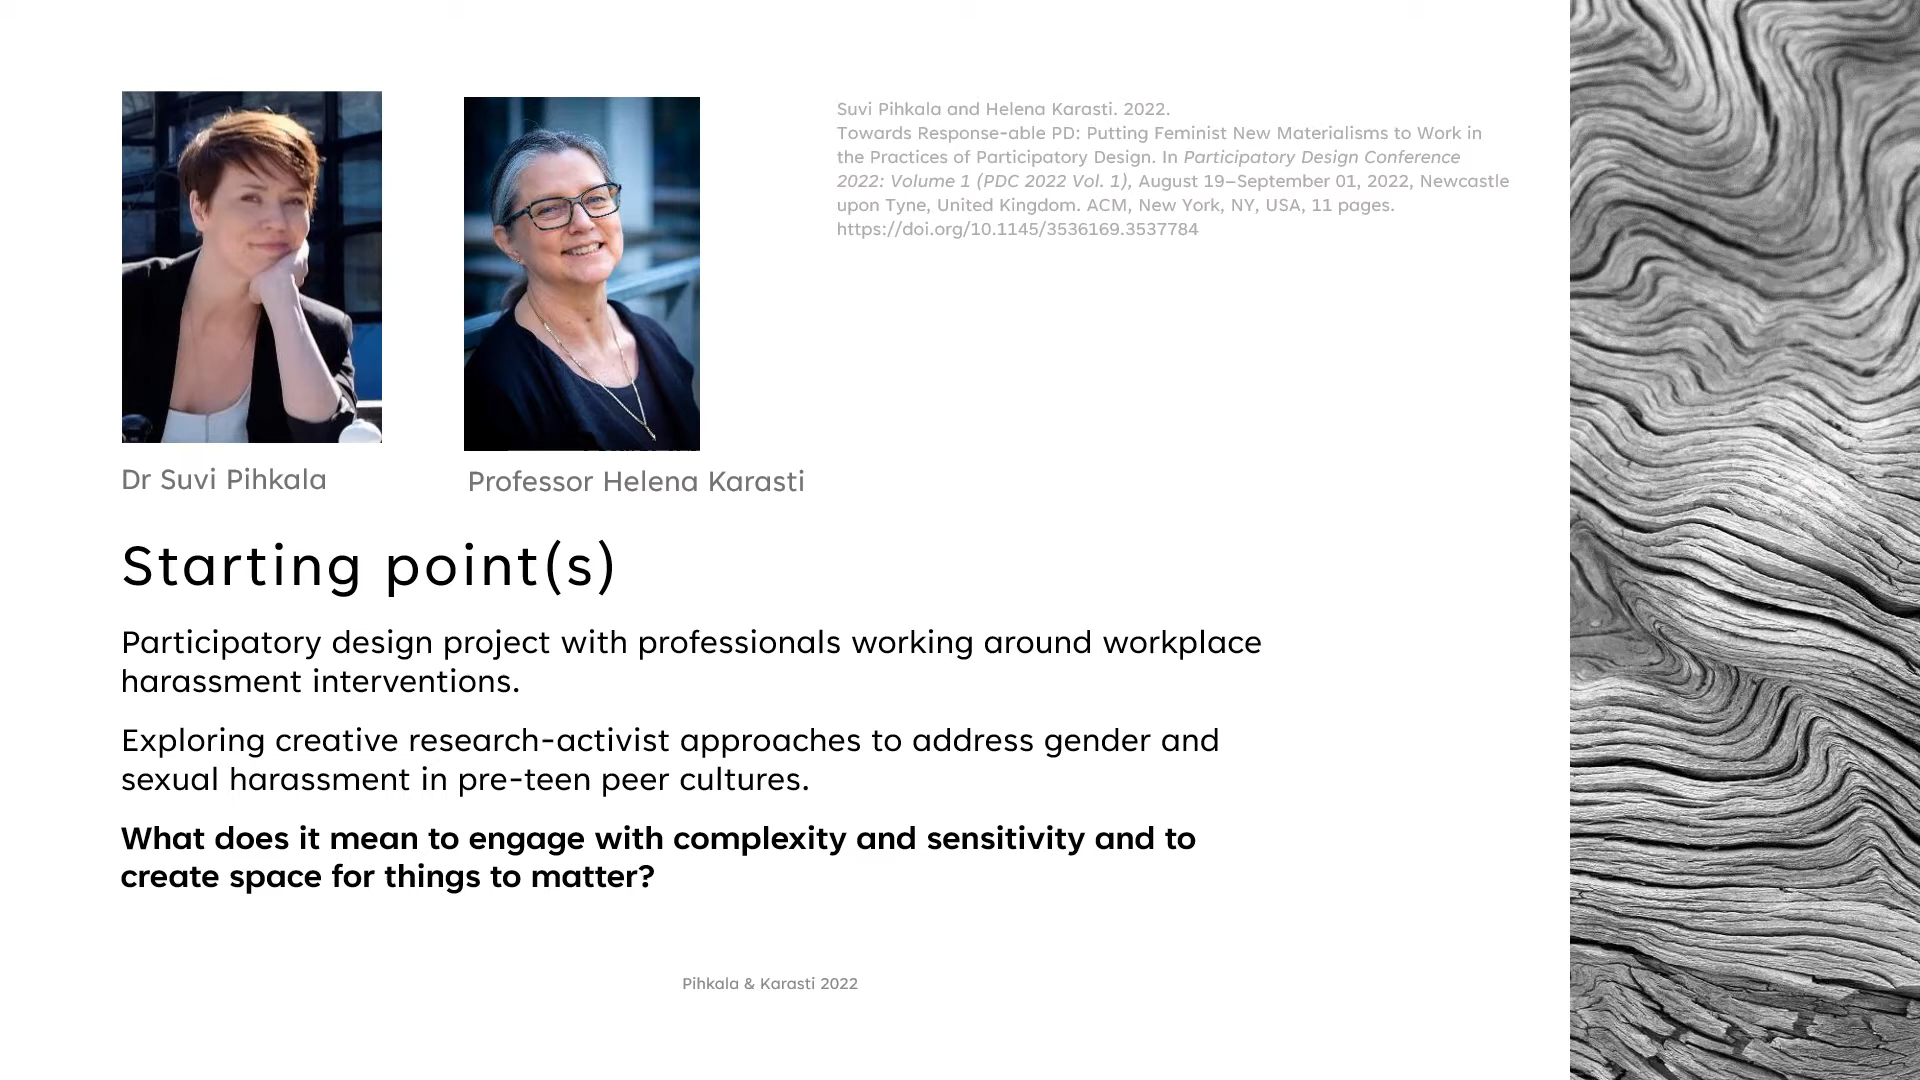 Suvi Pihkala and Helena Karasti. 2022.
Towards Response-able PD: Putting Feminist New Materialisms to Work in
the Practices of Participatory Design. In Participatory Design Conference
2022: Volume 1 (PDC 2022 Vol. 1), August 19–September 01, 2022, Newcastle
upon Tyne, United Kingdom. ACM, New York, NY, USA, 11 pages.
https://doi.org/10.1145/3536169.3537784
Dr Suvi Pihkala
Professor Helena Karasti
Starting point(s)
Participatory design project with professionals working around workplace
harassment interventions.
Exploring creative research-activist approaches to address gender and
sexual harassment in pre-teen peer cultures.
What does it mean to engage with complexity and sensitivity and to
create space for things to matter?
Pihkala & Karasti 2022